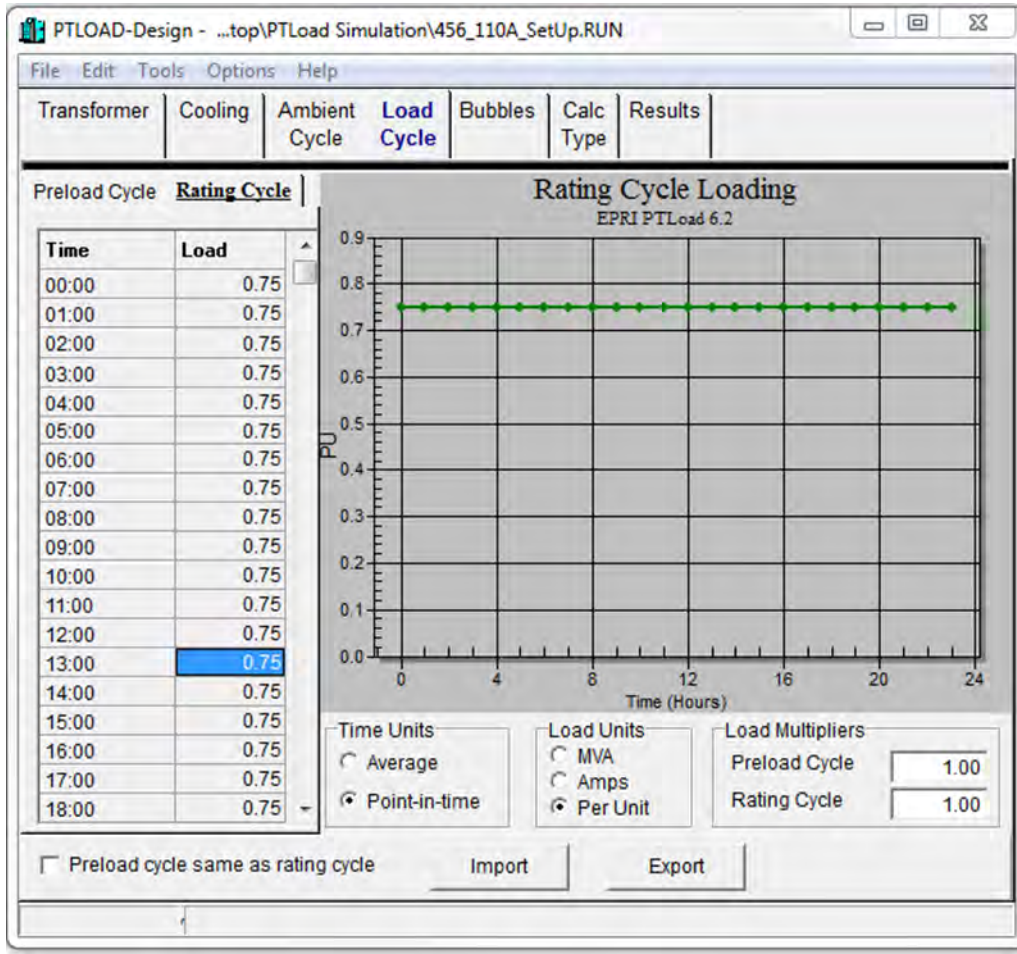 PTLOAD-Design - ...top\PTLoad Simulation\456_110A_SetUp.RUN
File Edit Tools Options Help
Transformer Cooling Ambient Cycle Load Cycle Bubbles Calc Type Results
Preload Cycle Rating Cycle
Time Load
00:00 0.75
01:00 0.75
02:00 0.75
03:00 0.75
04:00 0.75
05:00 0.75
06:00 0.75
07:00 0.75
08:00 0.75
09:00 0.75
10:00 0.75
11:00 0.75
12:00 0.75
13:00 0.75
14:00 0.75
15:00 0.75
16:00 0.75
17:00 0.75
18:00 0.75
Rating Cycle Loading
EPRI PTLoad 6.2
0.9
0.8
0.7
0.6
0.5
0.4
0.3
0.2
0.1
0.0
PU
0 4 8 12 16 20 24
Time (Hours)
Time Units
Average
Point-in-time
Load Units
MVA
Amps
Per Unit
Load Multipliers
Preload Cycle 1.00
Rating Cycle 1.00
Preload cycle same as rating cycle Import Export